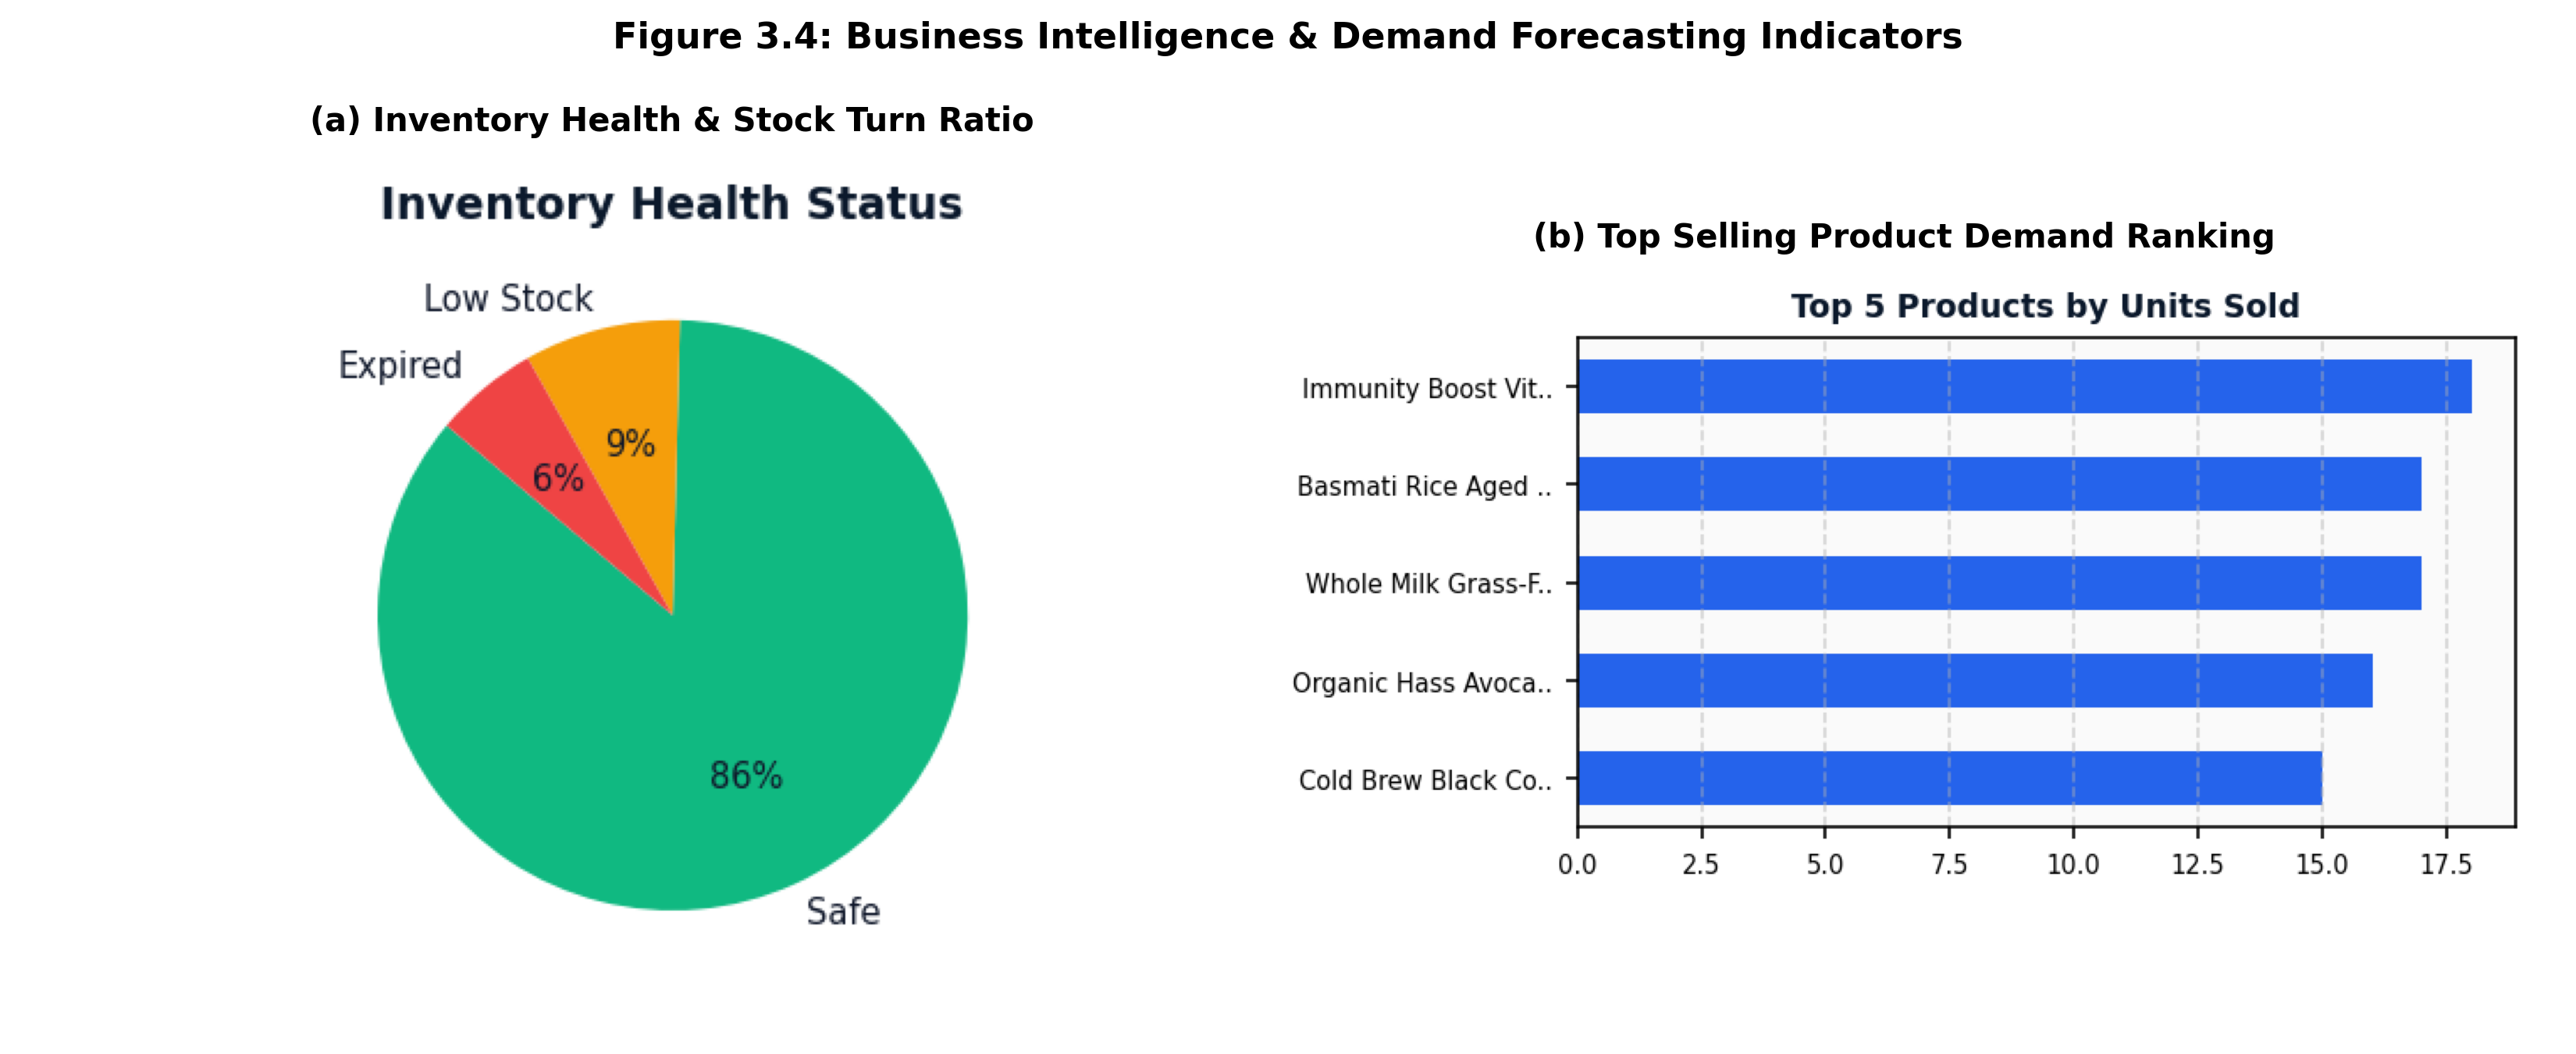 Figure 3.4: Business Intelligence & Demand Forecasting Indicators
(a) Inventory Health & Stock Turn Ratio
Inventory Health Status
Low Stock
Expired
9%
6%
86%
Safe
(b) Top Selling Product Demand Ranking
Top 5 Products by Units Sold
Immunity Boost Vit..
Basmati Rice Aged ..
Whole Milk Grass-F..
Organic Hass Avoca..
Cold Brew Black Co..
0.0 2.5 5.0 7.5 10.0 12.5 15.0 17.5